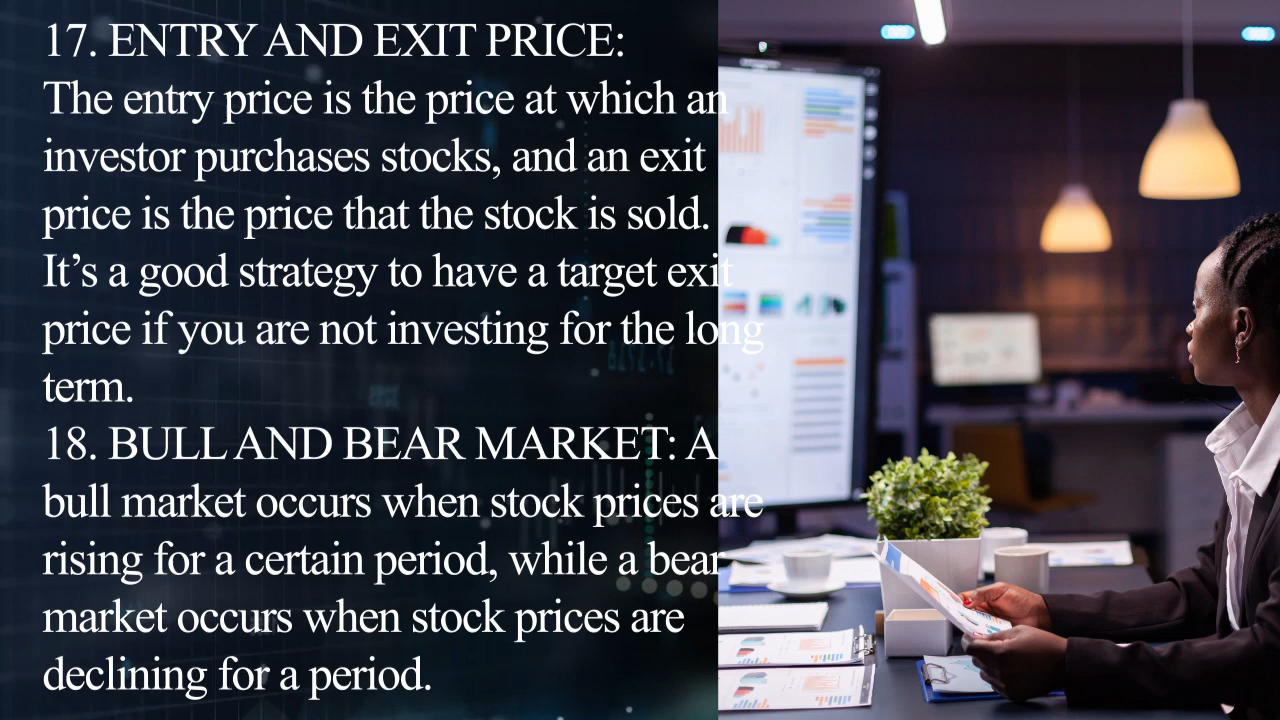 17. ENTRY AND EXIT PRICE:
The entry price is the price at which an
investor purchases stocks, and an exit
price is the price that the stock is sold.
It’s a good strategy to have a target exit
price if you are not investing for the long
term.
18. BULL AND BEAR MARKET: A
bull market occurs when stock prices are
rising for a certain period, while a bear
market occurs when stock prices are
declining for a period.